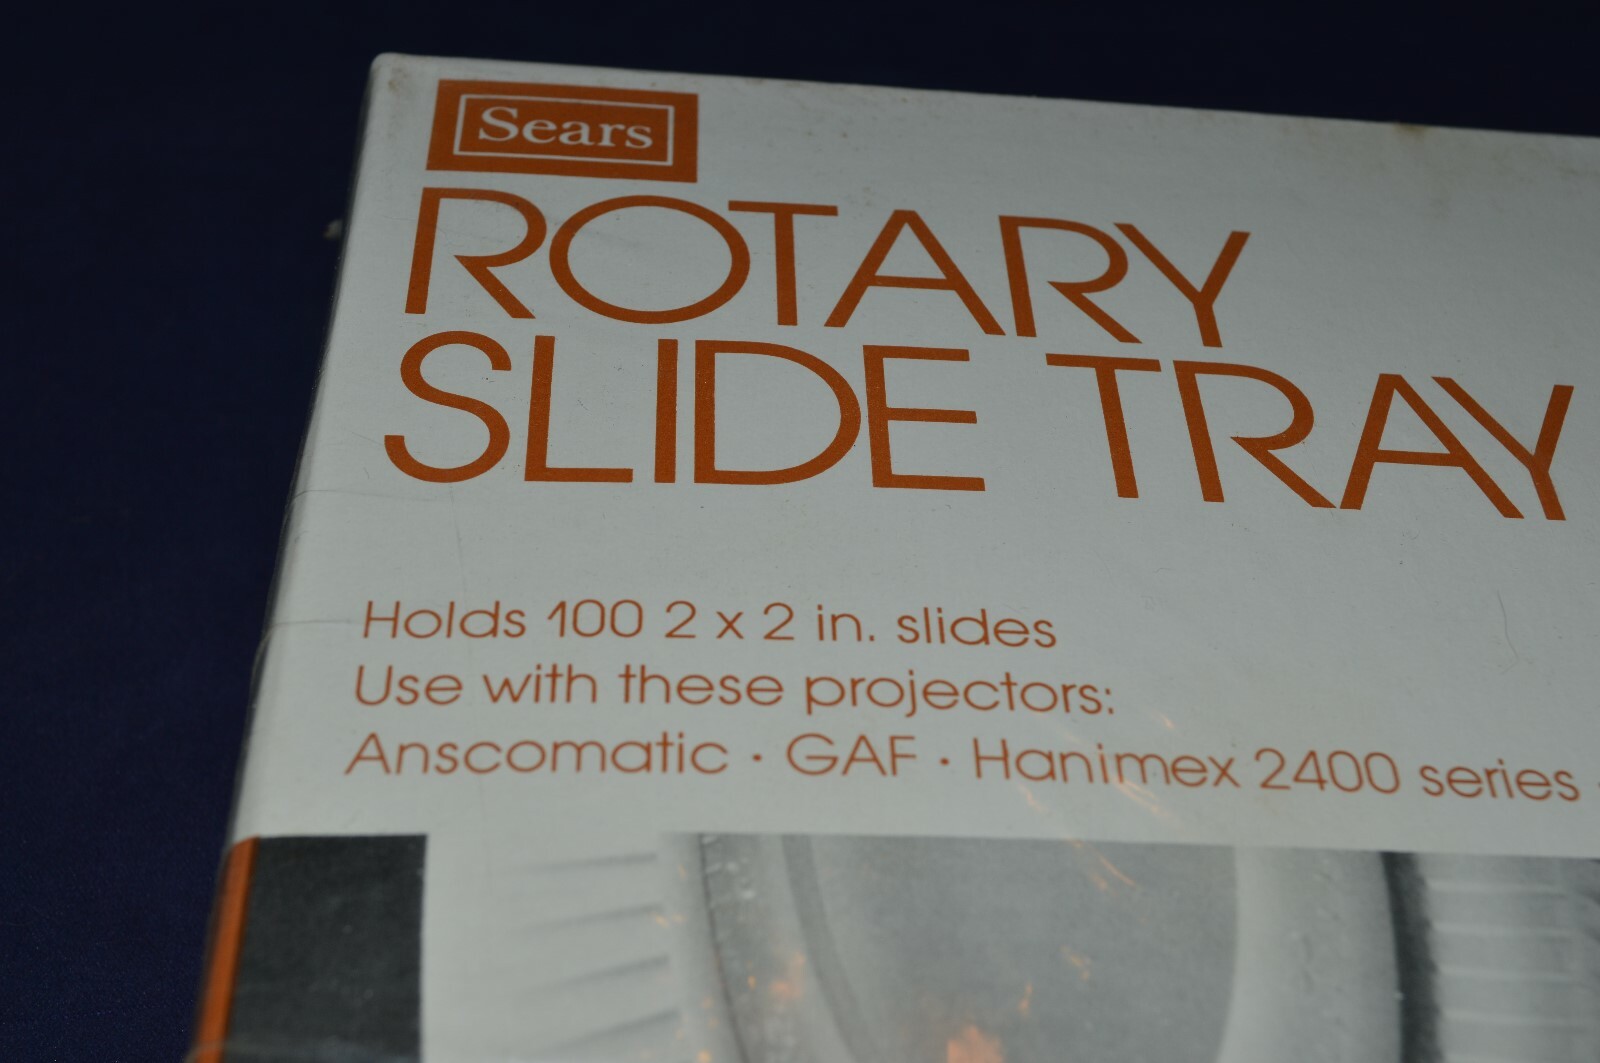 Sears
ROTARY
SLIDE TRAY
Holds 100 2 x 2 in. slides
Use with these projectors:
Anscomatic · GAF · Hanimex 2400 series ·